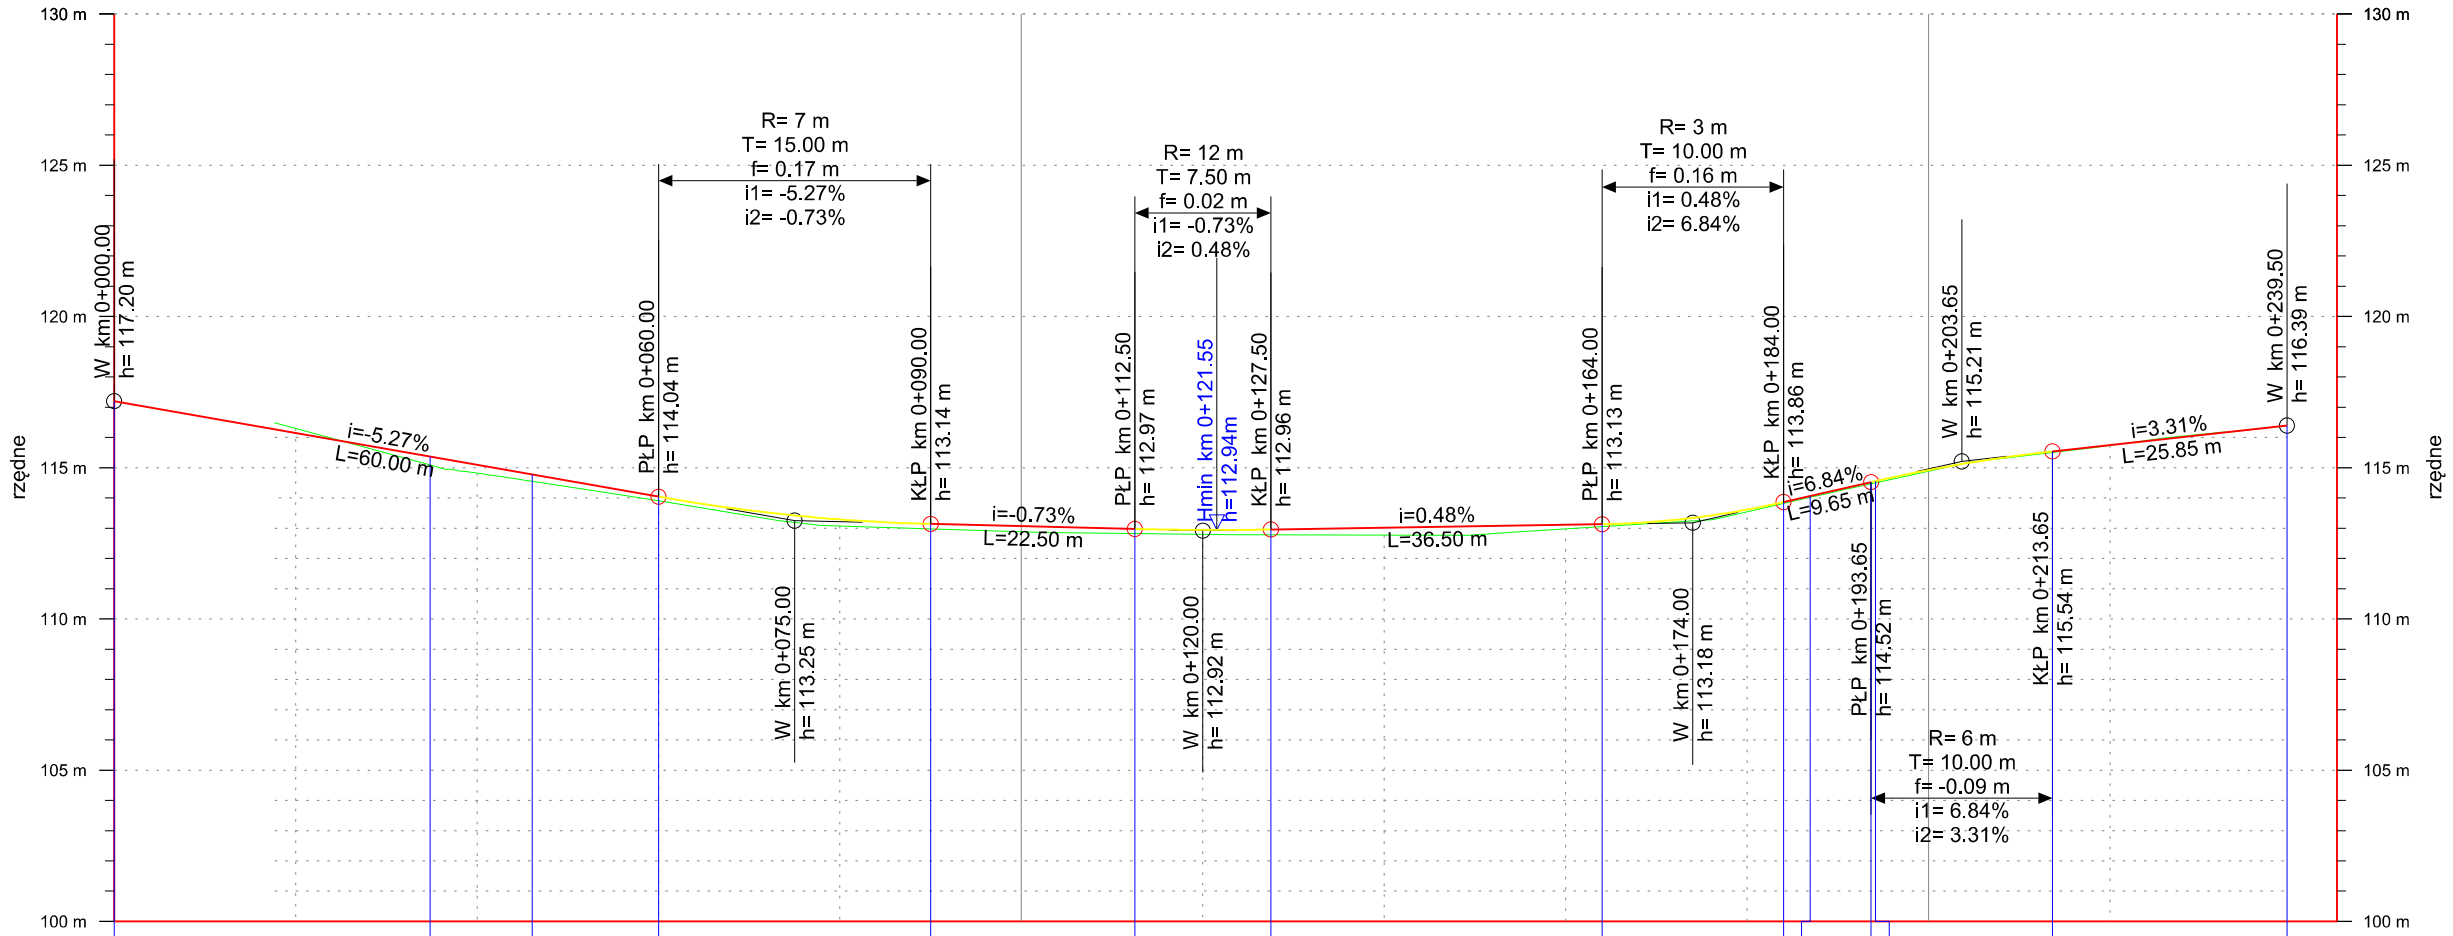 130 m
125 m
120 m
115 m
110 m
105 m
100 m
rzędne
W km 0+000.00
h= 117.20 m
i=-5.27%
L=60.00 m
PŁP km 0+060.00
h= 114.04 m
R= 7 m
T= 15.00 m
f= 0.17 m
i1= -5.27%
i2= -0.73%
W km 0+075.00
h= 113.25 m
KŁP km 0+090.00
h= 113.14 m
i=-0.73%
L=22.50 m
PŁP km 0+112.50
h= 112.97 m
R= 12 m
T= 7.50 m
f= 0.02 m
i1= -0.73%
i2= 0.48%
W km 0+120.00
h= 112.92 m
Hmin km 0+121.55
h=112.94m
KŁP km 0+127.50
h= 112.96 m
i=0.48%
L=36.50 m
PŁP km 0+164.00
h= 113.13 m
R= 3 m
T= 10.00 m
f= 0.16 m
i1= 0.48%
i2= 6.84%
W km 0+174.00
h= 113.18 m
KŁP km 0+184.00
h= 113.86 m
i=6.84%
L=9.65 m
PŁP km 0+193.65
h= 114.52 m
W km 0+203.65
h= 115.21 m
R= 6 m
T= 10.00 m
f= -0.09 m
i1= 6.84%
i2= 3.31%
KŁP km 0+213.65
h= 115.54 m
i=3.31%
L=25.85 m
W km 0+239.50
h= 116.39 m
130 m
125 m
120 m
115 m
110 m
105 m
100 m
rzędne